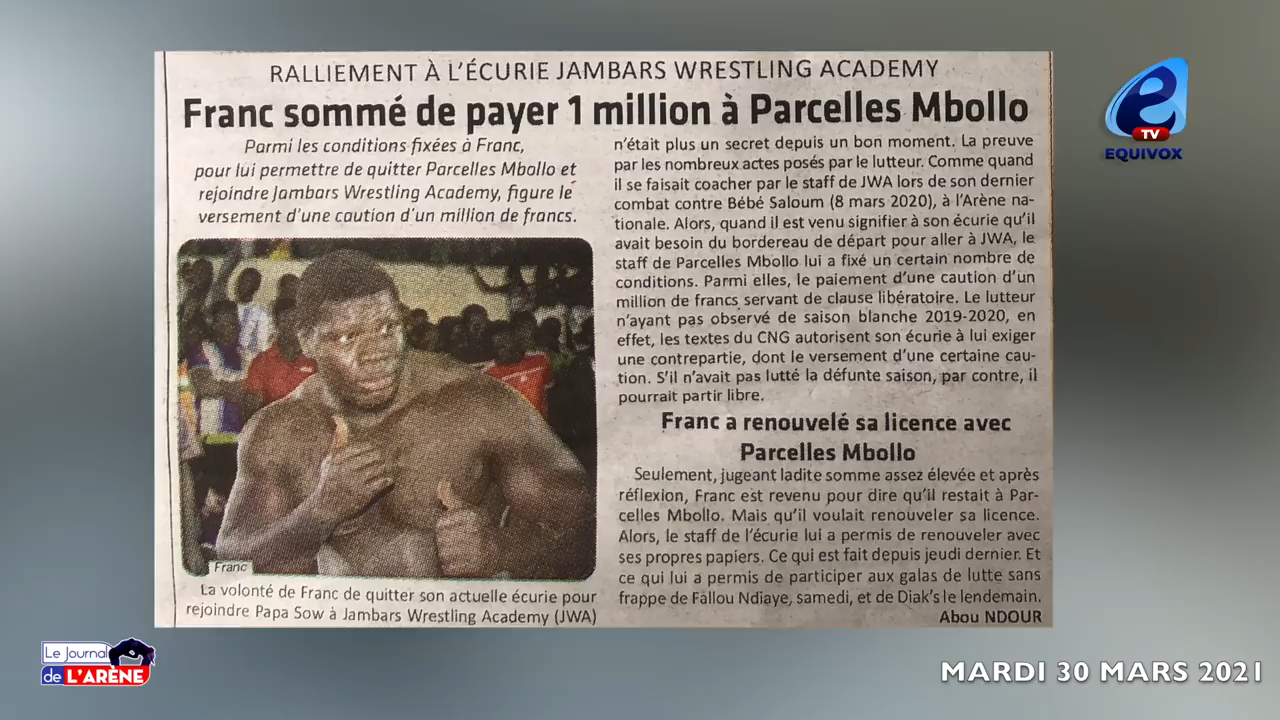 RALLIEMENT À L'ÉCURIE JAMBARS WRESTLING ACADEMY
Franc sommé de payer 1 million à Parcelles Mbollo
Parmi les conditions fixées à Franc,
pour lui permettre de quitter Parcelles Mbollo et
rejoindre Jambars Wrestling Academy, figure le
versement d'une caution d'un million de francs.
Franc
La volonté de Franc de quitter son actuelle écurie pour
rejoindre Papa Sow à Jambars Wrestling Academy (JWA)
n'était plus un secret depuis un bon moment. La preuve
par les nombreux actes posés par le lutteur. Comme quand
il se faisait coacher par le staff de JWA lors de son dernier
combat contre Bébé Saloum (8 mars 2020), à l'Arène na-
tionale. Alors, quand il est venu signifier à son écurie qu'il
avait besoin du bordereau de départ pour aller à JWA, le
staff de Parcelles Mbollo lui a fixé un certain nombre de
conditions. Parmi elles, le paiement d'une caution d'un
million de francs servant de clause libératoire. Le lutteur
n'ayant pas observé de saison blanche 2019-2020, en
effet, les textes du CNG autorisent son écurie à lui exiger
une contrepartie, dont le versement d'une certaine cau-
tion. S'il n'avait pas lutté la défunte saison, par contre, il
pourrait partir libre.
Franc a renouvelé sa licence avec
Parcelles Mbollo
Seulement, jugeant ladite somme assez élevée et après
réflexion, Franc est revenu pour dire qu'il restait à Par-
celles Mbollo. Mais qu'il voulait renouveler sa licence.
Alors, le staff de l'écurie lui a permis de renouveler avec
ses propres papiers. Ce qui est fait depuis jeudi dernier. Et
ce qui lui a permis de participer aux galas de lutte sans
frappe de Fallou Ndiaye, samedi, et de Diak's le lendemain.
Abou NDOUR
e
TV
EQUIVOX
Le Journal
de L'ARÈNE
MARDI 30 MARS 2021